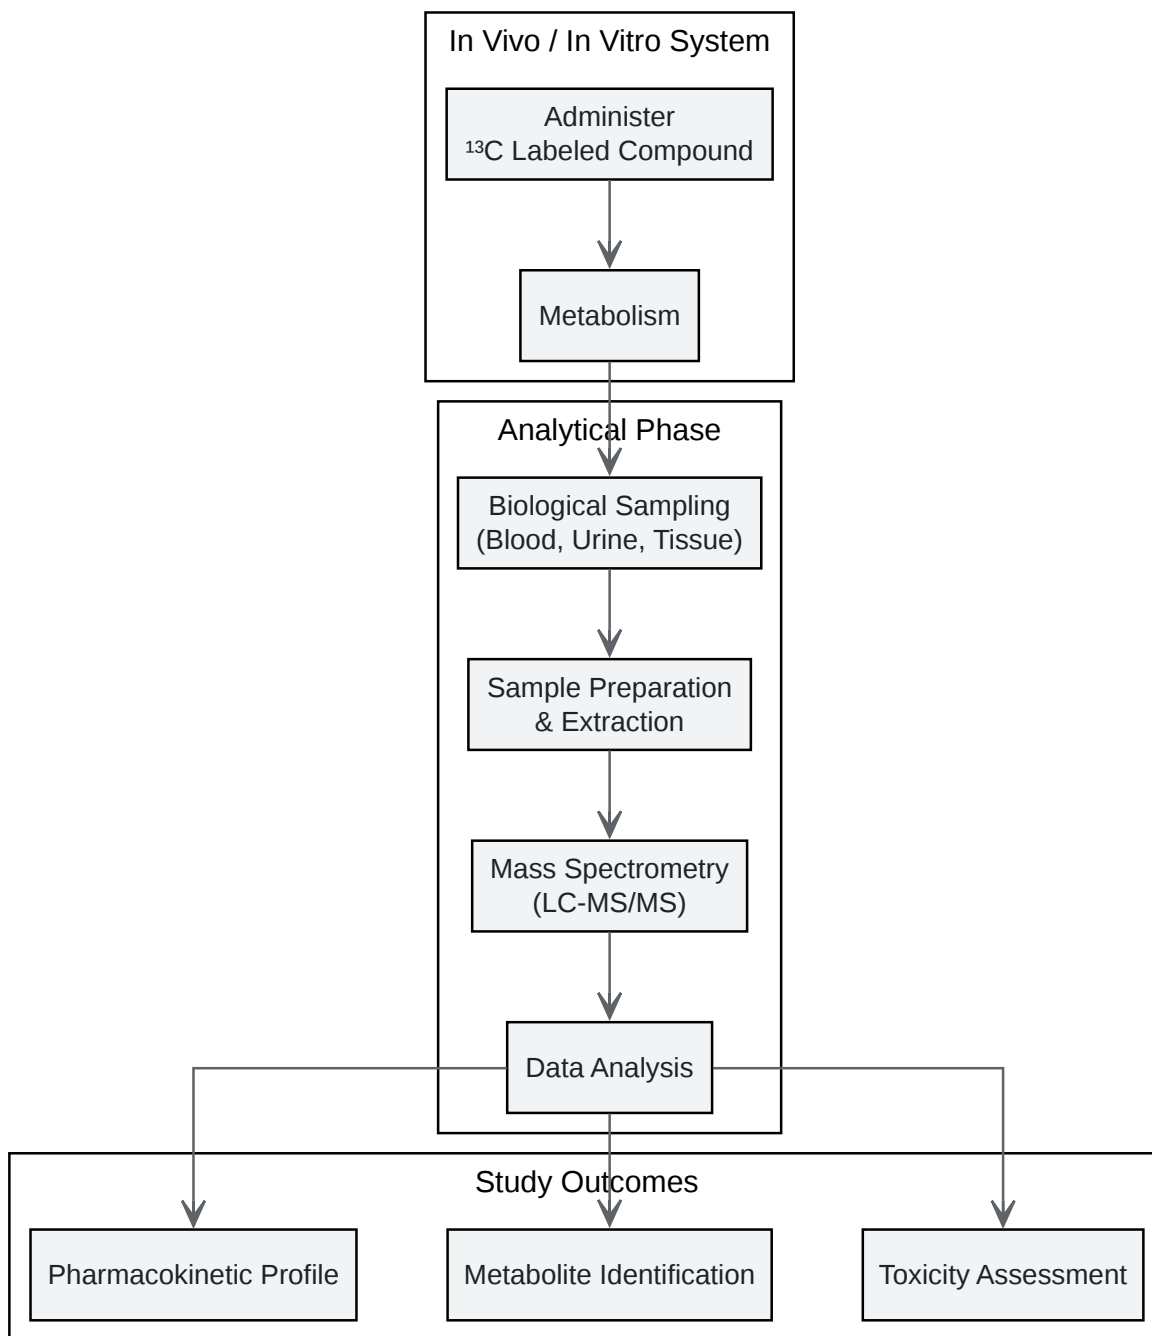 In Vivo / In Vitro System
Administer
¹³C Labeled Compound
Metabolism
Analytical Phase
Biological Sampling
(Blood, Urine, Tissue)
Sample Preparation
& Extraction
Mass Spectrometry
(LC-MS/MS)
Data Analysis
Study Outcomes
Pharmacokinetic Profile
Metabolite Identification
Toxicity Assessment